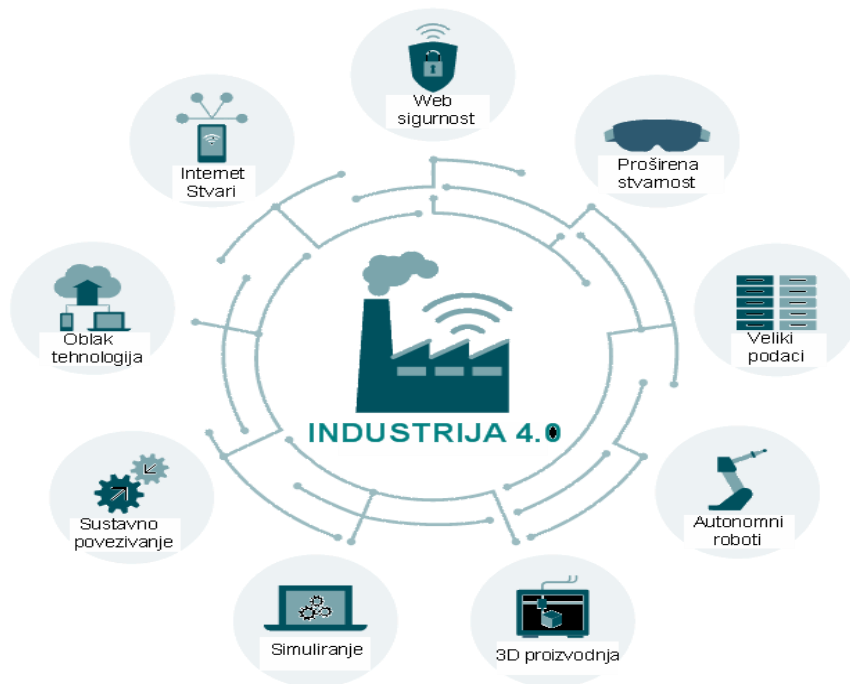 Web
sigurnost
Proširena
stvarnost
Veliki
podaci
Autonomni
roboti
3D proizvodnja
Simuliranje
Sustavno
povezivanje
Oblak
tehnologija
Internet
Stvari
INDUSTRIJA 4.0